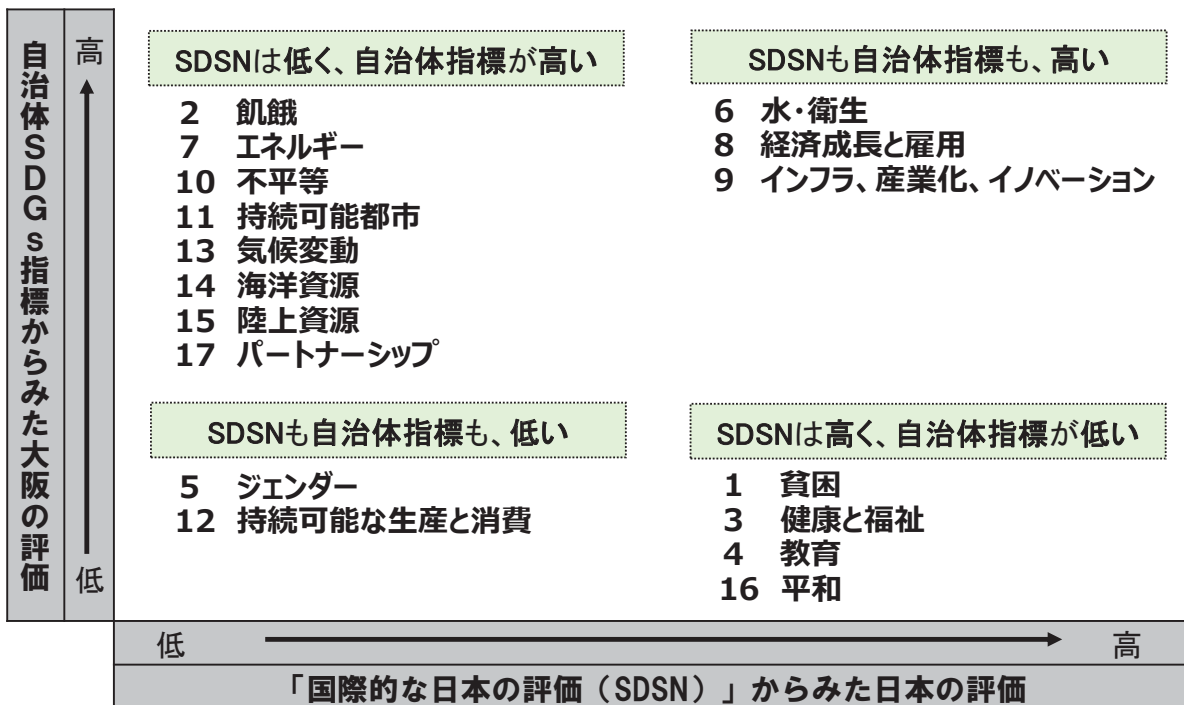 自治体SDGs指標からみた大阪の評価
高
低
SDSNは低く、自治体指標が高い
2 飢餓
7 エネルギー
10 不平等
11 持続可能都市
13 気候変動
14 海洋資源
15 陸上資源
17 パートナーシップ
SDSNも自治体指標も、高い
6 水・衛生
8 経済成長と雇用
9 インフラ、産業化、イノベーション
SDSNも自治体指標も、低い
5 ジェンダー
12 持続可能な生産と消費
SDSNは高く、自治体指標が低い
1 貧困
3 健康と福祉
4 教育
16 平和
低
高
「国際的な日本の評価（SDSN）」からみた日本の評価